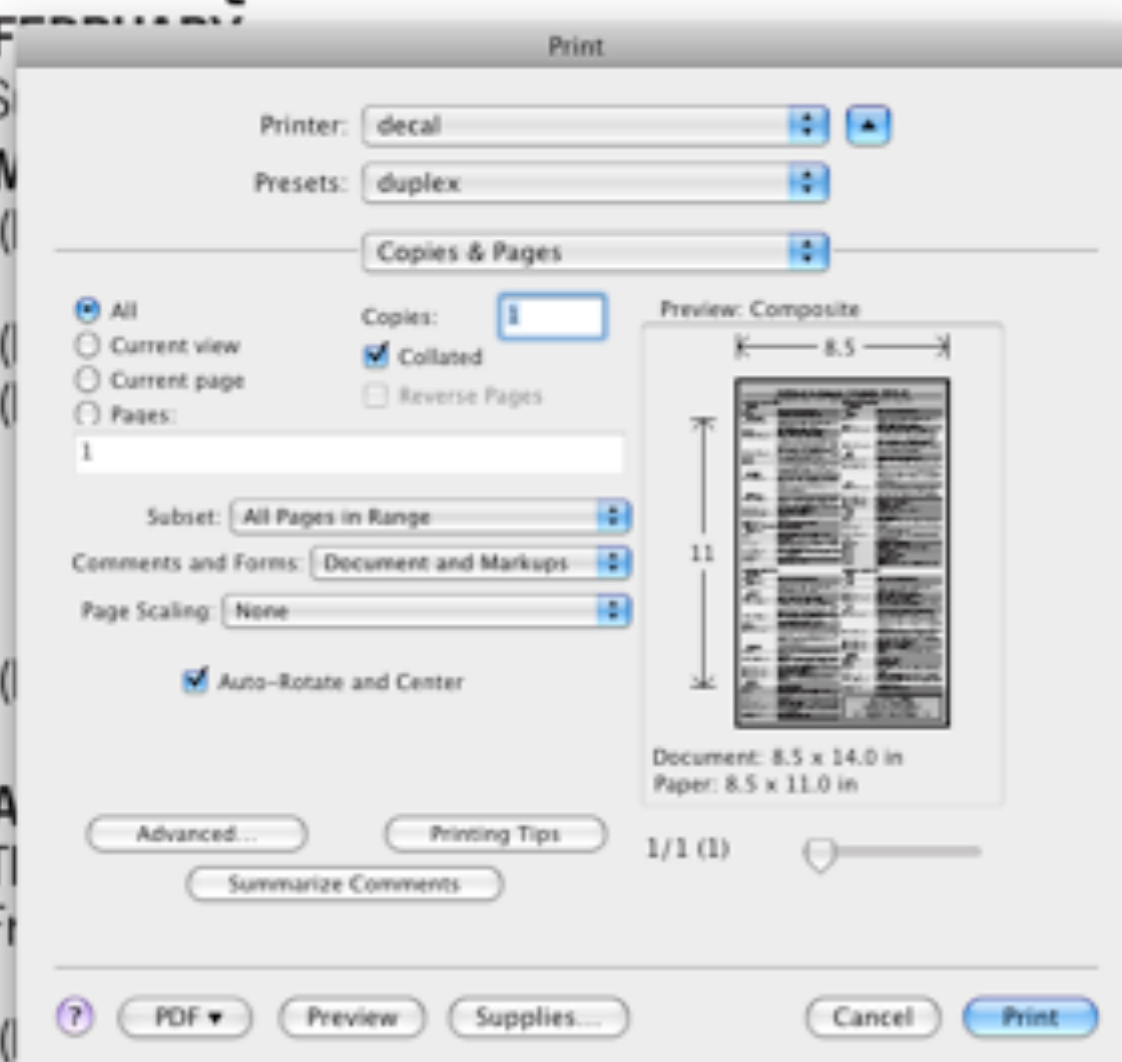 FEBRUARY
Print
Printer: decal
Presets: duplex
Copies & Pages
All
Current view
Current page
Pages:
1
Copies: 1
Collated
Reverse Pages
Subset: All Pages in Range
Comments and Forms: Document and Markups
Page Scaling: None
Auto-Rotate and Center
Advanced...
Printing Tips
Summarize Comments
Preview: Composite
8.5
11
Document: 8.5 x 14.0 in
Paper: 8.5 x 11.0 in
1/1 (1)
? PDF ▼ Preview Supplies... Cancel Print